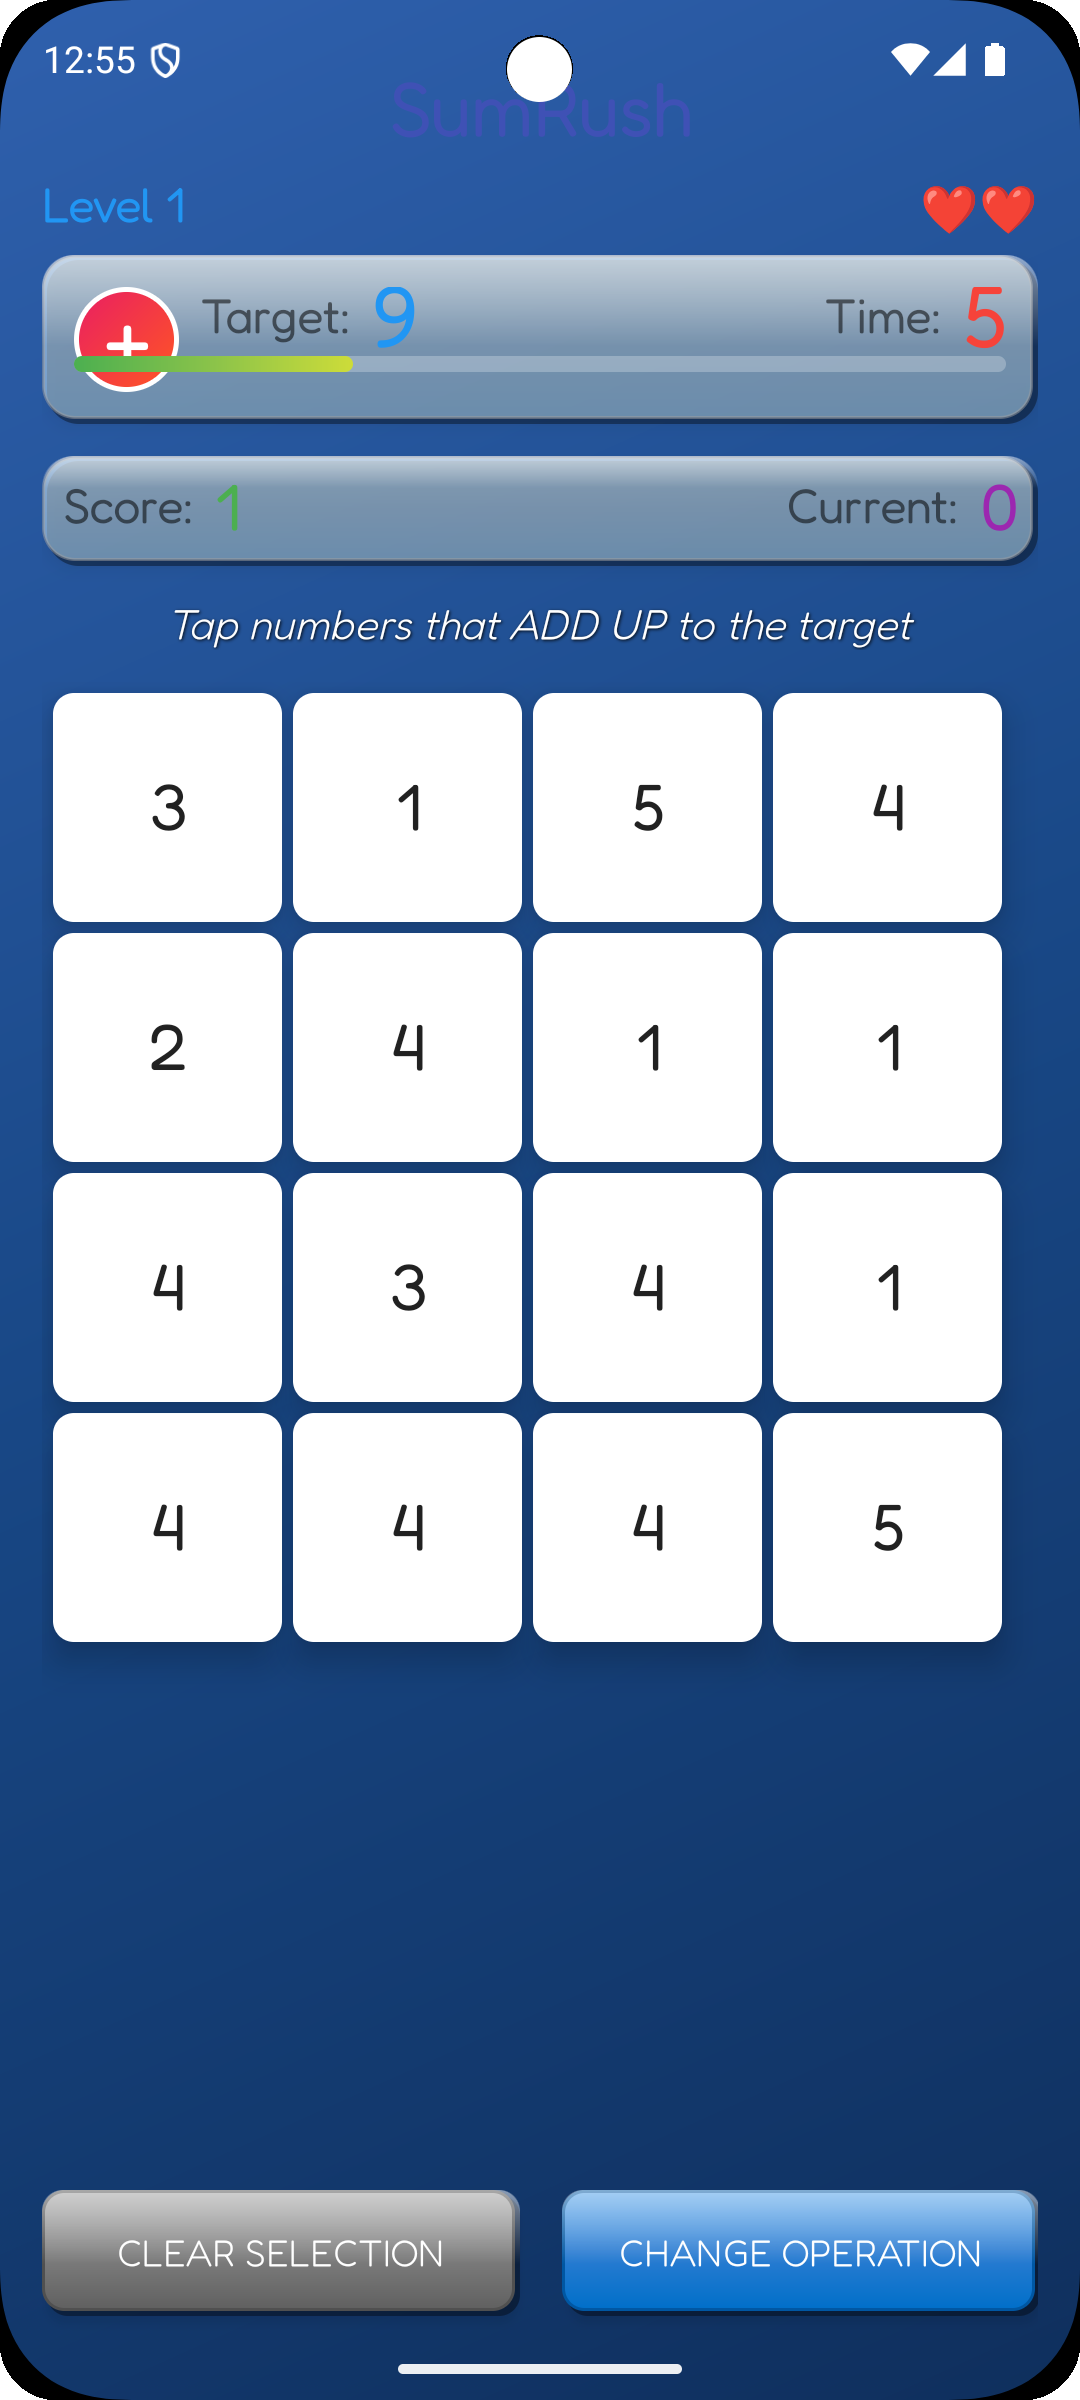 12:55
SumRush
Level 1
Target: 9 Time: 5
+
Score: 1 Current: 0
Tap numbers that ADD UP to the target
3 1 5 4
2 4 1 1
4 3 4 1
4 4 4 5
CLEAR SELECTION CHANGE OPERATION